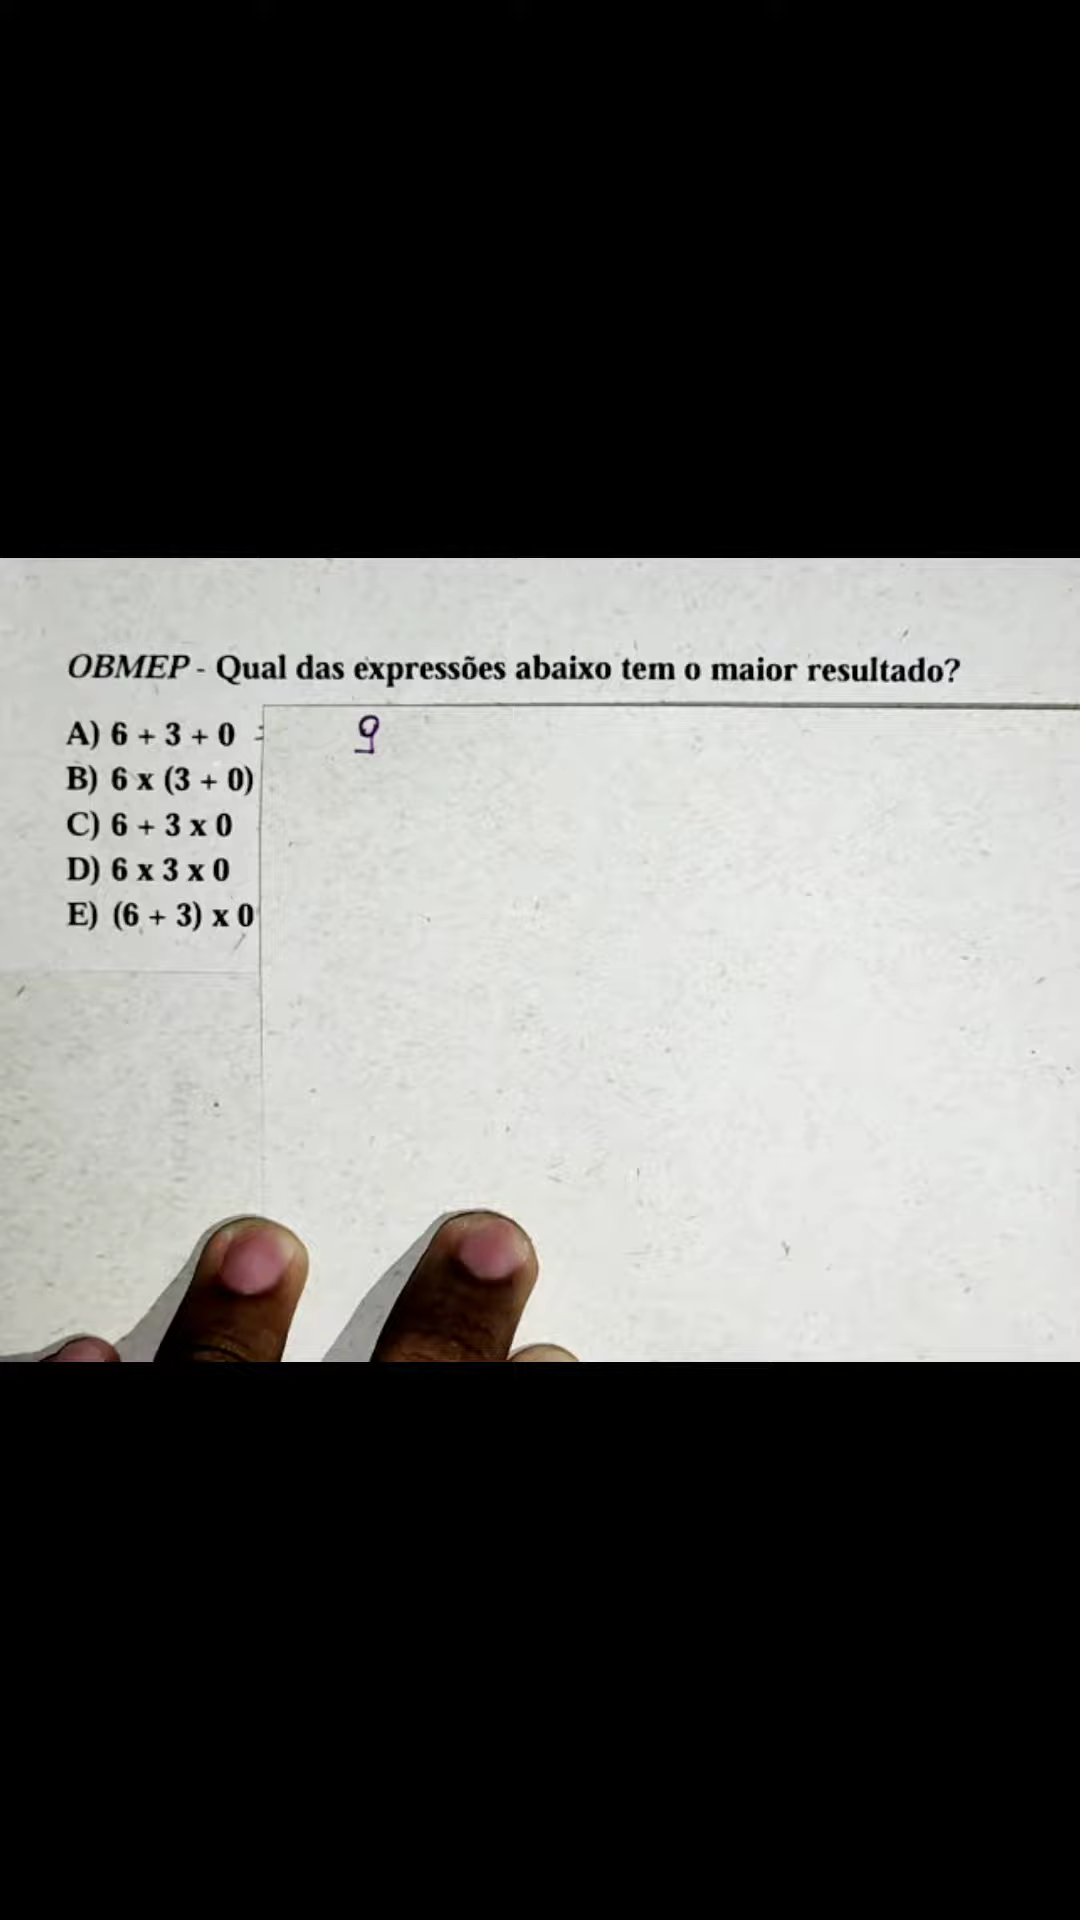 OBMEP - Qual das expressões abaixo tem o maior resultado?
A) 6 + 3 + 0 = 9
B) 6 x (3 + 0)
C) 6 + 3 x 0
D) 6 x 3 x 0
E) (6 + 3) x 0